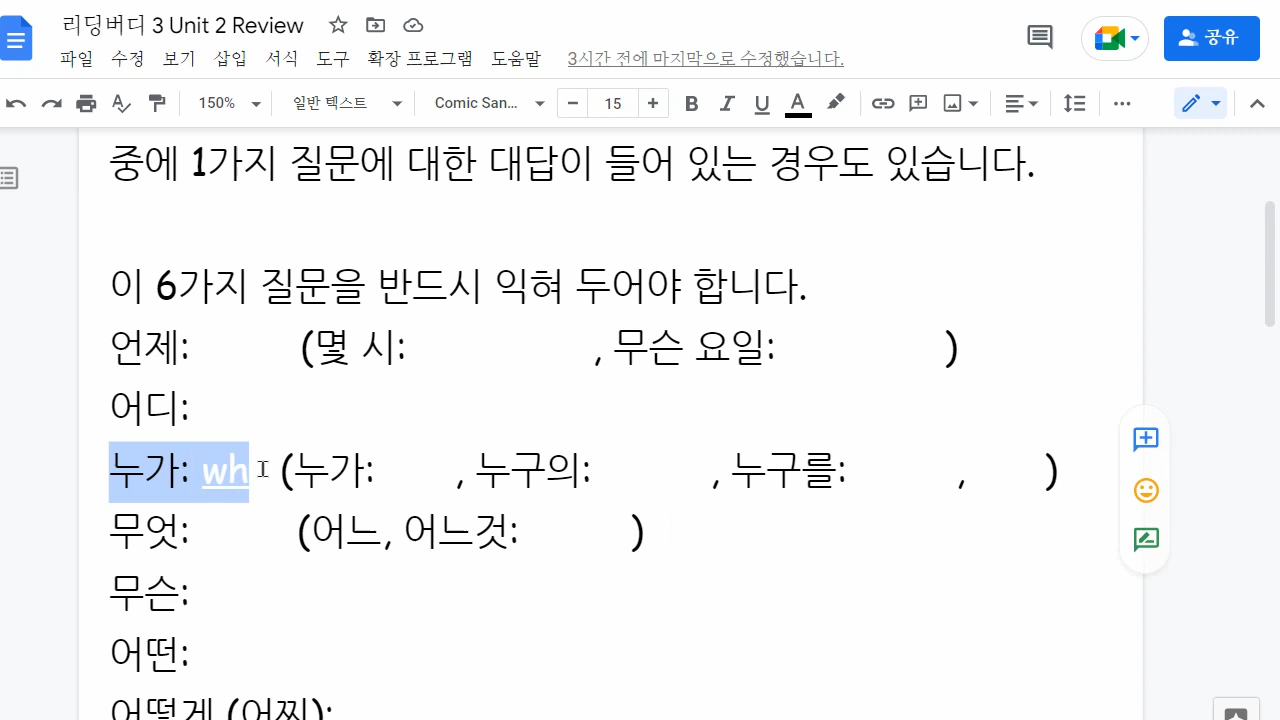 리딩버디 3 Unit 2 Review
파일 수정 보기 삽입 서식 도구 확장 프로그램 도움말 3시간 전에 마지막으로 수정했습니다.
공유
150% 일반 텍스트 Comic San... 15 B I U A
중에 1가지 질문에 대한 대답이 들어 있는 경우도 있습니다.
이 6가지 질문을 반드시 익혀 두어야 합니다.
언제: (몇 시: , 무슨 요일: )
어디:
누가: wh (누가: , 누구의: , 누구를: , )
무엇: (어느, 어느것: )
무슨:
어떤:
어떻게 (어찌):